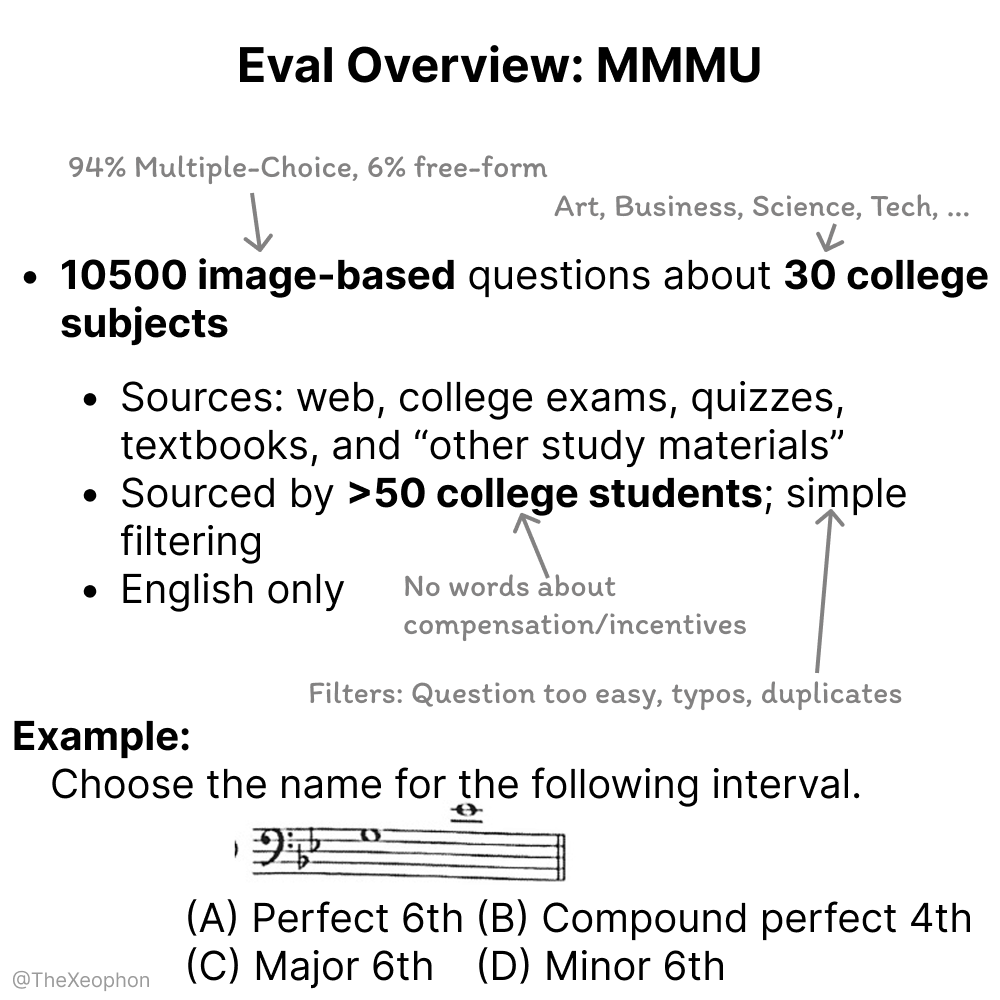 Eval Overview: MMMU
94% Multiple-Choice, 6% free-form
Art, Business, Science, Tech, ...
• 10500 image-based questions about 30 college
subjects
• Sources: web, college exams, quizzes,
textbooks, and “other study materials”
• Sourced by >50 college students; simple
filtering
• English only
No words about
compensation/incentives
Filters: Question too easy, typos, duplicates
Example:
Choose the name for the following interval.
(A) Perfect 6th (B) Compound perfect 4th
(C) Major 6th (D) Minor 6th
@TheXeophon